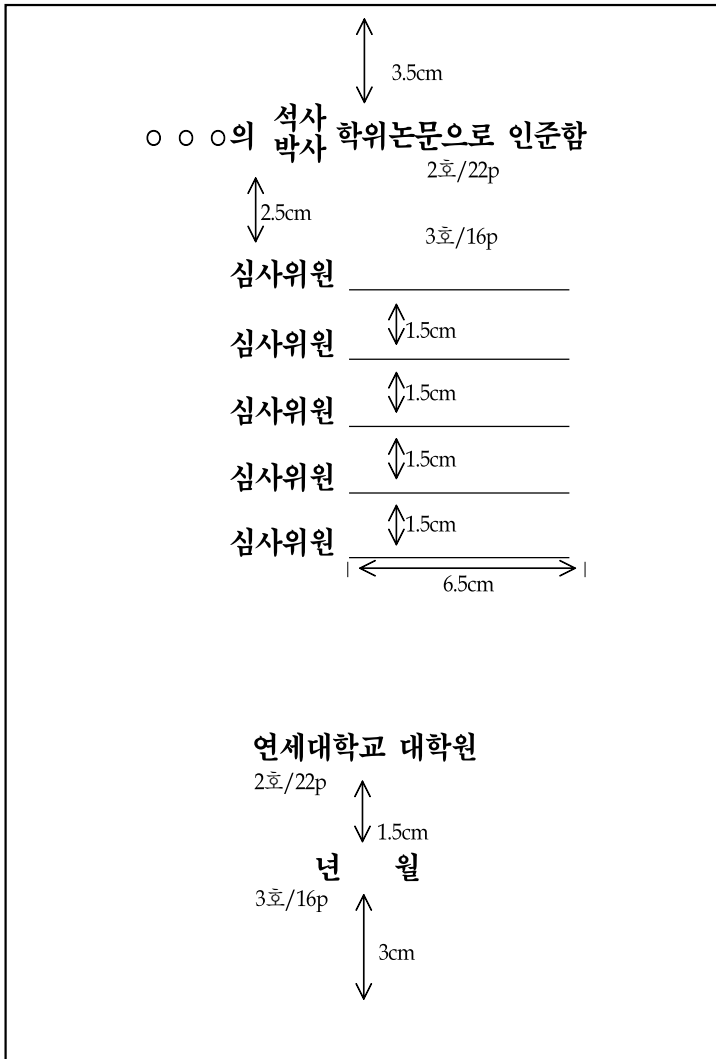 3.5cm
○ ○ ○의 석사 학위논문으로 인준함
박사
2호/22p
2.5cm
3호/16p
심사위원
1.5cm
심사위원
1.5cm
심사위원
1.5cm
심사위원
1.5cm
심사위원
6.5cm
연세대학교 대학원
2호/22p
1.5cm
년 월
3호/16p
3cm